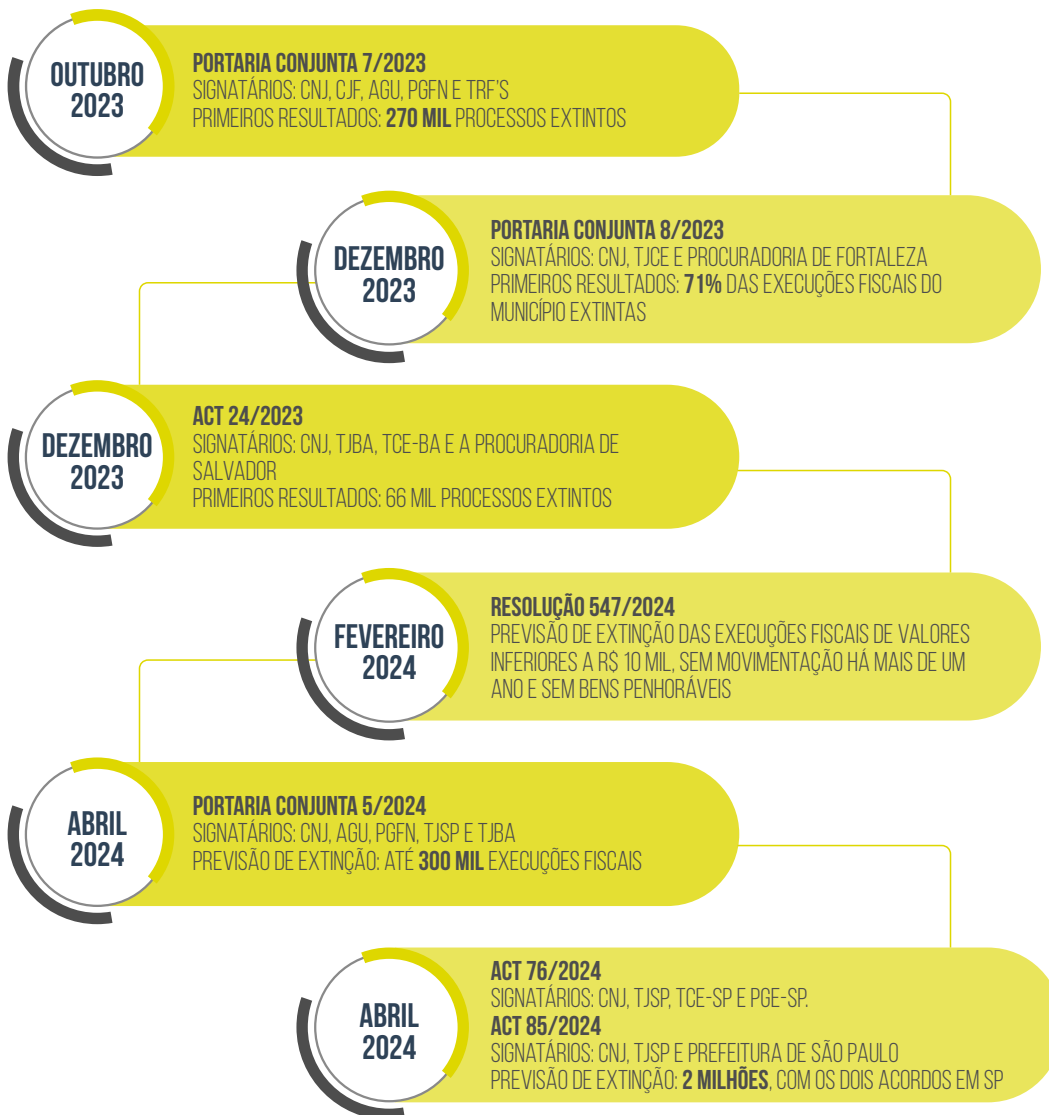 OUTUBRO
2023
PORTARIA CONJUNTA 7/2023
SIGNATÁRIOS: CNJ, CJF, AGU, PGFN E TRF'S
PRIMEIROS RESULTADOS: 270 MIL PROCESSOS EXTINTOS
DEZEMBRO
2023
PORTARIA CONJUNTA 8/2023
SIGNATÁRIOS: CNJ, TJCE E PROCURADORIA DE FORTALEZA
PRIMEIROS RESULTADOS: 71% DAS EXECUÇÕES FISCAIS DO
MUNICÍPIO EXTINTAS
DEZEMBRO
2023
ACT 24/2023
SIGNATÁRIOS: CNJ, TJBA, TCE-BA E A PROCURADORIA DE
SALVADOR
PRIMEIROS RESULTADOS: 66 MIL PROCESSOS EXTINTOS
FEVEREIRO
2024
RESOLUÇÃO 547/2024
PREVISÃO DE EXTINÇÃO DAS EXECUÇÕES FISCAIS DE VALORES
INFERIORES A R$ 10 MIL, SEM MOVIMENTAÇÃO HÁ MAIS DE UM
ANO E SEM BENS PENHORÁVEIS
ABRIL
2024
PORTARIA CONJUNTA 5/2024
SIGNATÁRIOS: CNJ, AGU, PGFN, TJSP E TJBA
PREVISÃO DE EXTINÇÃO: ATÉ 300 MIL EXECUÇÕES FISCAIS
ABRIL
2024
ACT 76/2024
SIGNATÁRIOS: CNJ, TJSP, TCE-SP E PGE-SP.
ACT 85/2024
SIGNATÁRIOS: CNJ, TJSP E PREFEITURA DE SÃO PAULO
PREVISÃO DE EXTINÇÃO: 2 MILHÕES, COM OS DOIS ACORDOS EM SP